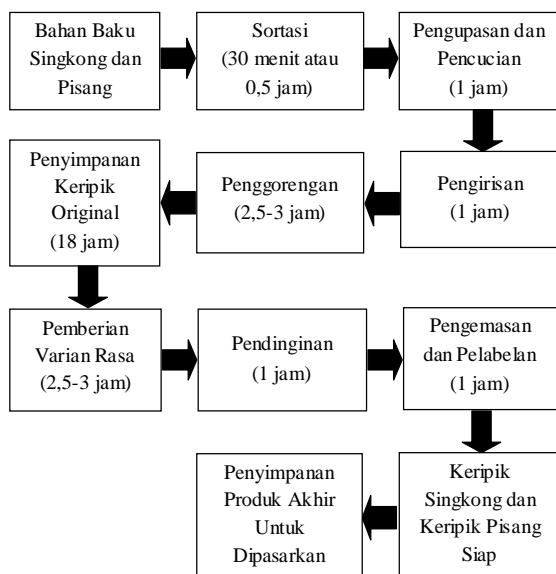 Bahan Baku
Singkong dan
Pisang
Sortasi
(30 menit atau
0,5 jam)
Pengupasan dan
Pencucian
(1 jam)
Pengirisan
(1 jam)
Penggorengan
(2,5-3 jam)
Penyimpanan
Keripik
Original
(18 jam)
Pemberian
Varian Rasa
(2,5-3 jam)
Pendinginan
(1 jam)
Pengemasan
dan Pelabelan
(1 jam)
Keripik
Singkong dan
Keripik Pisang
Siap
Penyimpanan
Produk Akhir
Untuk
Dipasarkan